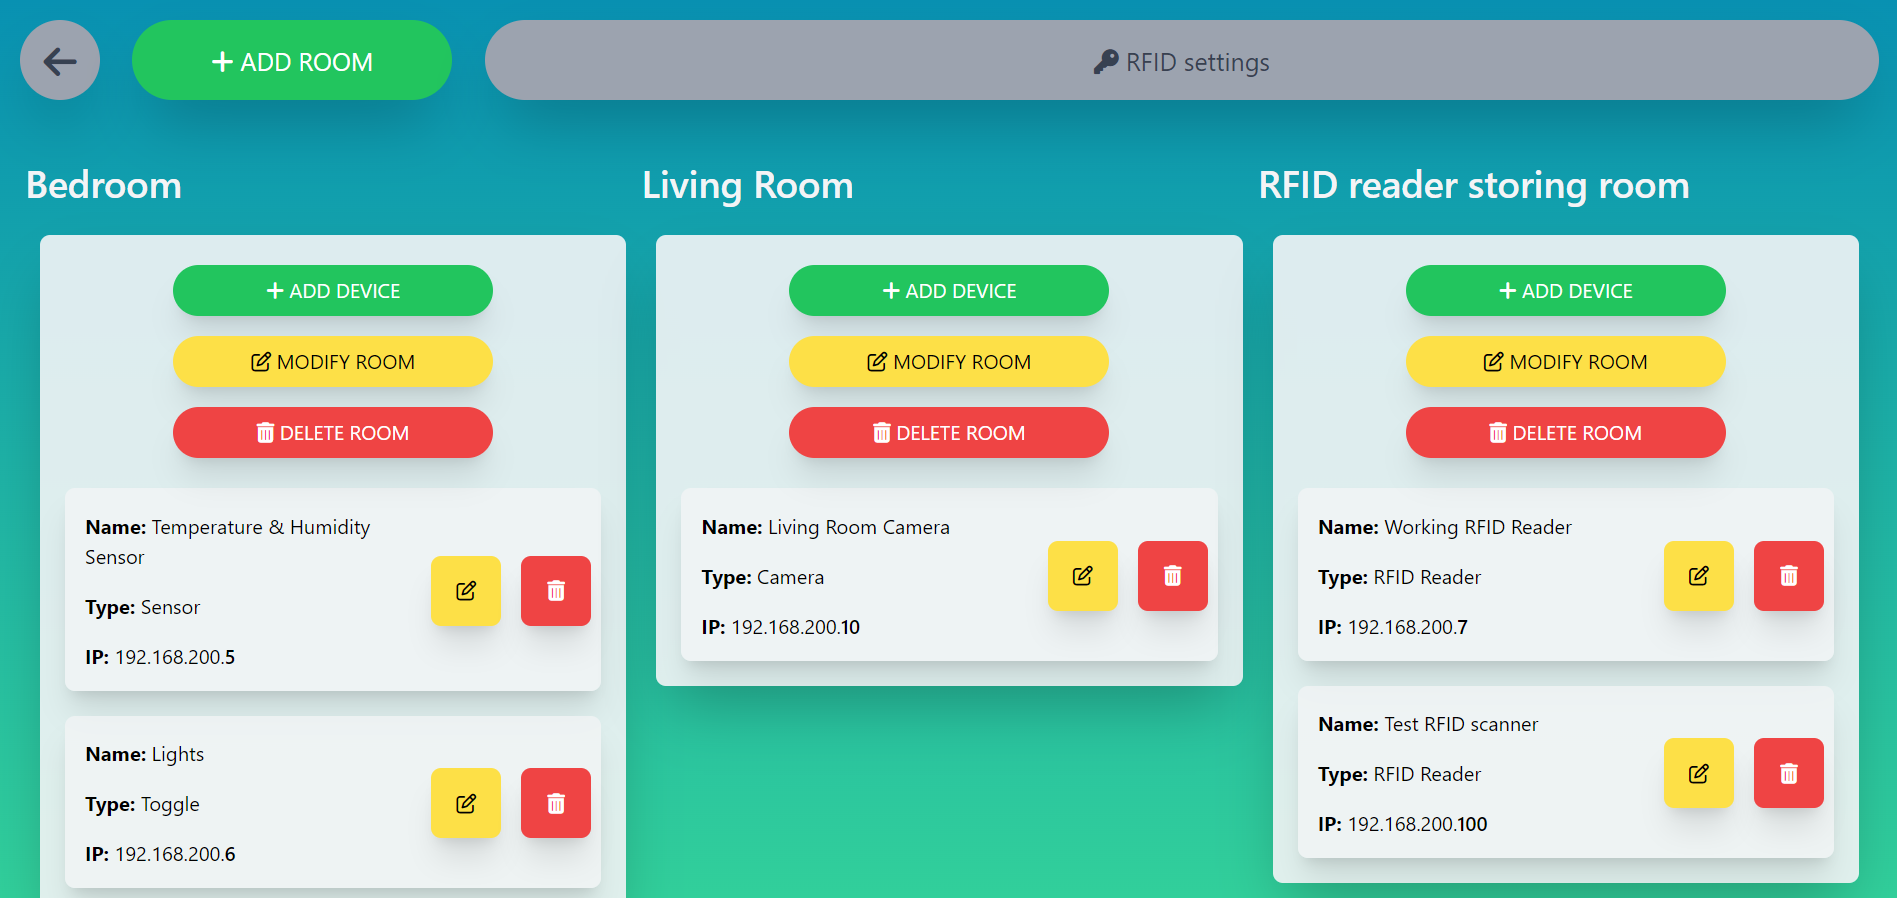 ADD ROOM
RFID settings
Bedroom
ADD DEVICE
MODIFY ROOM
DELETE ROOM
Name: Temperature & Humidity
Sensor
Type: Sensor
IP: 192.168.200.5
Name: Lights
Type: Toggle
IP: 192.168.200.6
Living Room
ADD DEVICE
MODIFY ROOM
DELETE ROOM
Name: Living Room Camera
Type: Camera
IP: 192.168.200.10
RFID reader storing room
ADD DEVICE
MODIFY ROOM
DELETE ROOM
Name: Working RFID Reader
Type: RFID Reader
IP: 192.168.200.7
Name: Test RFID scanner
Type: RFID Reader
IP: 192.168.200.100